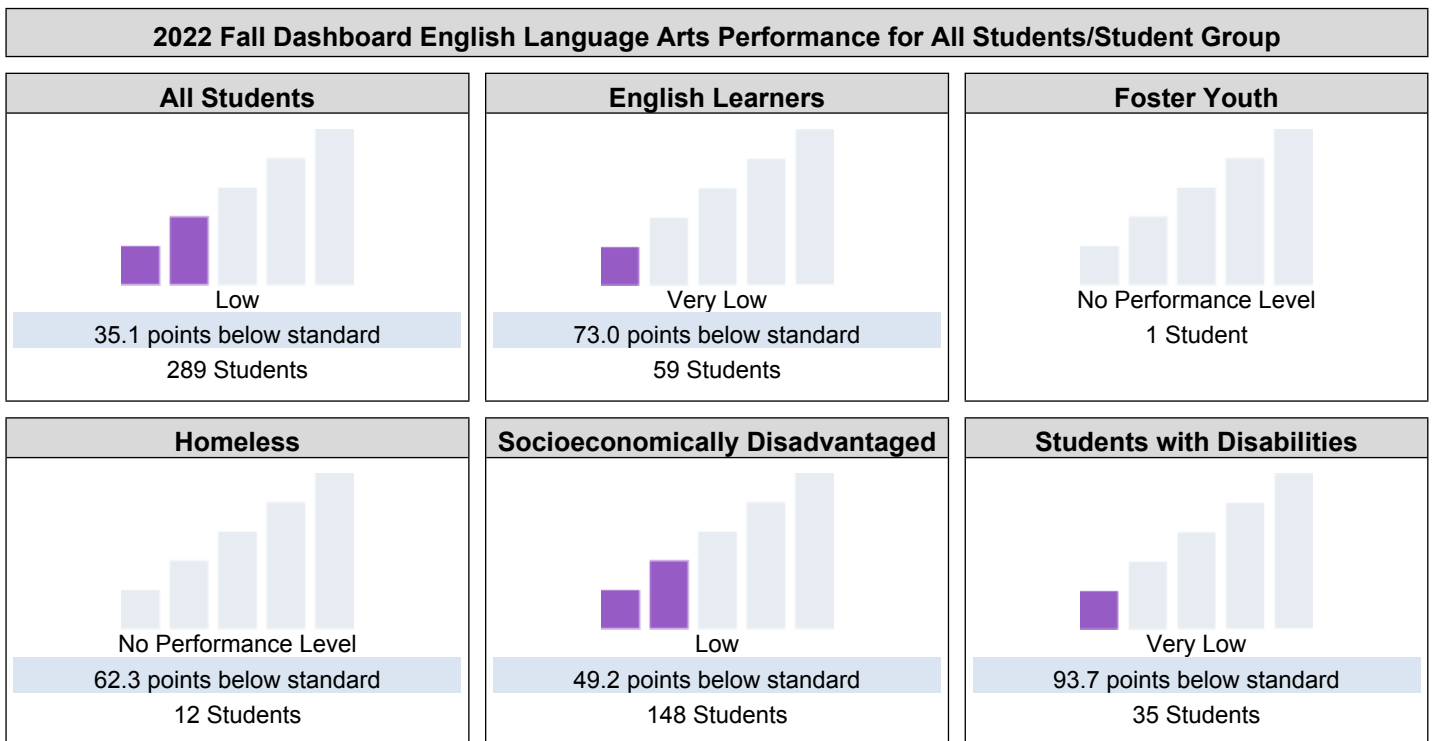 2022 Fall Dashboard English Language Arts Performance for All Students/Student Group
All Students
Low
35.1 points below standard
289 Students
English Learners
Very Low
73.0 points below standard
59 Students
Foster Youth
No Performance Level
1 Student
Homeless
No Performance Level
62.3 points below standard
12 Students
Socioeconomically Disadvantaged
Low
49.2 points below standard
148 Students
Students with Disabilities
Very Low
93.7 points below standard
35 Students